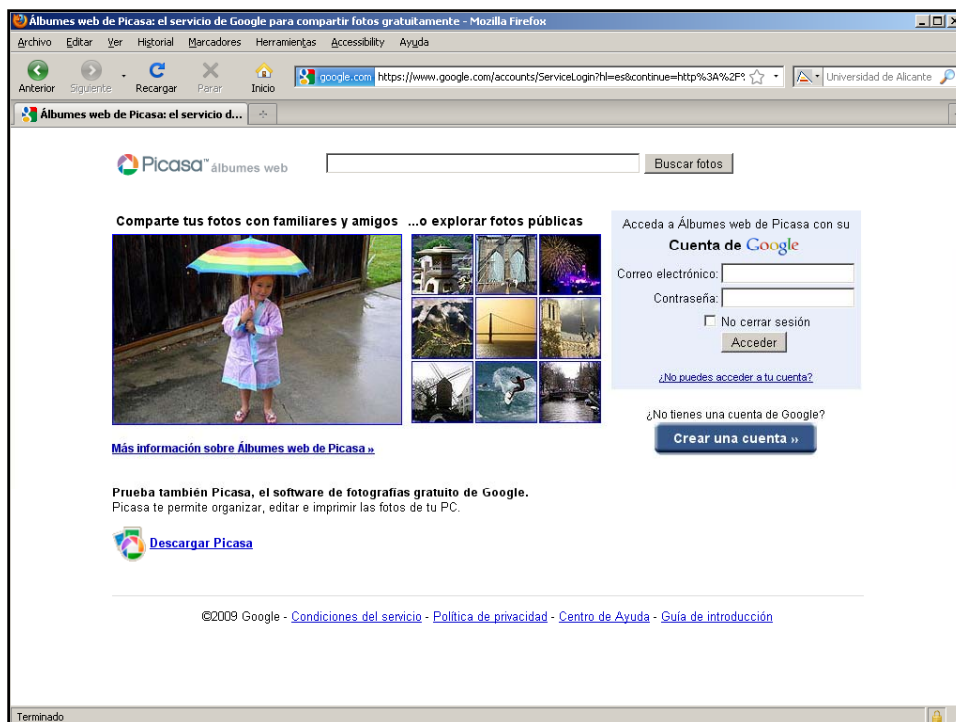 Álbumes web de Picasa: el servicio de Google para compartir fotos gratuitamente - Mozilla Firefox
Archivo Editar Ver Historial Marcadores Herramientas Accessibility Ayuda
google.com https://www.google.com/accounts/ServiceLogin?hl=es&continue=http%3A%2F% Universidad de Alicante
Anterior Siguiente Recargar Parar Inicio
Álbumes web de Picasa: el servicio d...
Picasa™ álbumes web Buscar fotos
Comparte tus fotos con familiares y amigos ...o explorar fotos públicas
Acceda a Álbumes web de Picasa con su
Cuenta de Google
Correo electrónico:
Contraseña:
No cerrar sesión
Acceder
¿No puedes acceder a tu cuenta?
¿No tienes una cuenta de Google?
Crear una cuenta »
Más información sobre Álbumes web de Picasa »
Prueba también Picasa, el software de fotografías gratuito de Google.
Picasa te permite organizar, editar e imprimir las fotos de tu PC.
Descargar Picasa
©2009 Google - Condiciones del servicio - Política de privacidad - Centro de Ayuda - Guía de introducción
Terminado